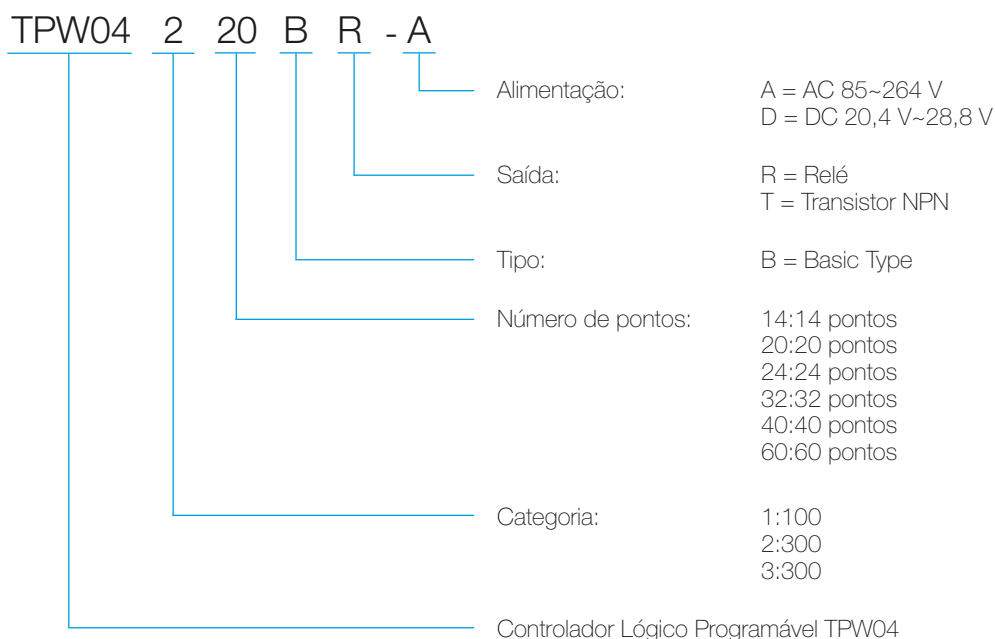 TPW04 2 20 B R - A
Alimentação: A = AC 85~264 V
D = DC 20,4 V~28,8 V
Saída: R = Relé
T = Transistor NPN
Tipo: B = Basic Type
Número de pontos: 14:14 pontos
20:20 pontos
24:24 pontos
32:32 pontos
40:40 pontos
60:60 pontos
Categoria: 1:100
2:300
3:300
Controlador Lógico Programável TPW04